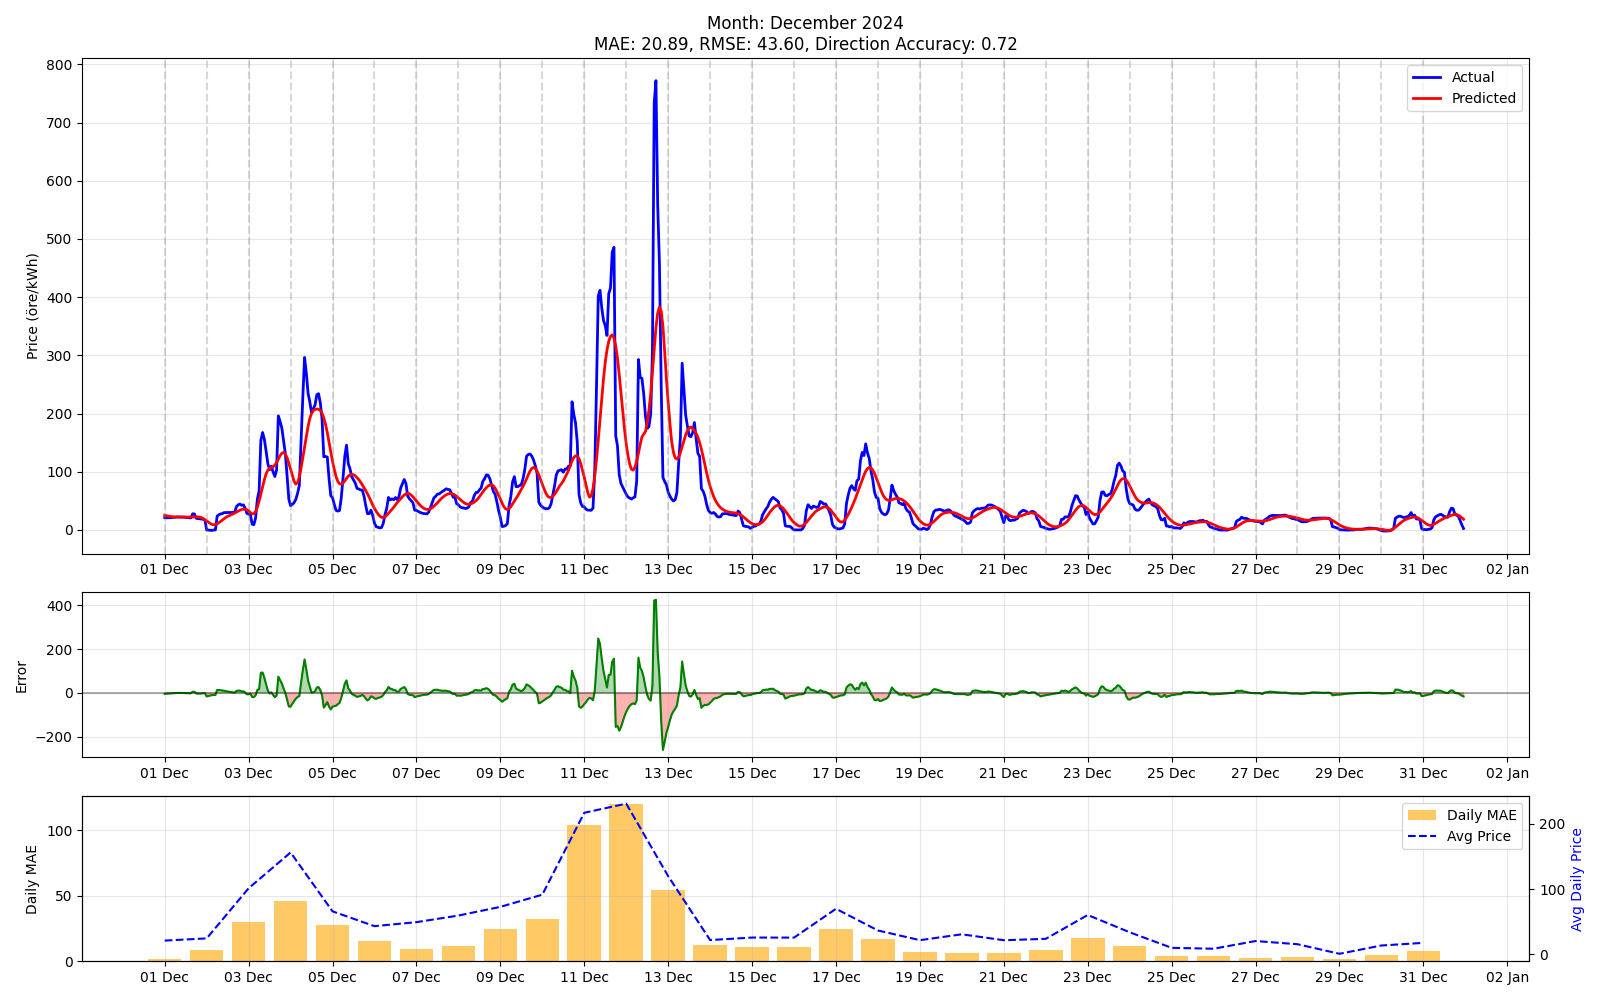 Month: December 2024
MAE: 20.89, RMSE: 43.60, Direction Accuracy: 0.72
Price (öre/kWh)
800
700
600
500
400
300
200
100
0
Actual
Predicted
01 Dec 03 Dec 05 Dec 07 Dec 09 Dec 11 Dec 13 Dec 15 Dec 17 Dec 19 Dec 21 Dec 23 Dec 25 Dec 27 Dec 29 Dec 31 Dec 02 Jan
Error
400
200
0
−200
01 Dec 03 Dec 05 Dec 07 Dec 09 Dec 11 Dec 13 Dec 15 Dec 17 Dec 19 Dec 21 Dec 23 Dec 25 Dec 27 Dec 29 Dec 31 Dec 02 Jan
Daily MAE
100
50
0
Daily MAE
Avg Price
200
100
0
Avg Daily Price
01 Dec 03 Dec 05 Dec 07 Dec 09 Dec 11 Dec 13 Dec 15 Dec 17 Dec 19 Dec 21 Dec 23 Dec 25 Dec 27 Dec 29 Dec 31 Dec 02 Jan